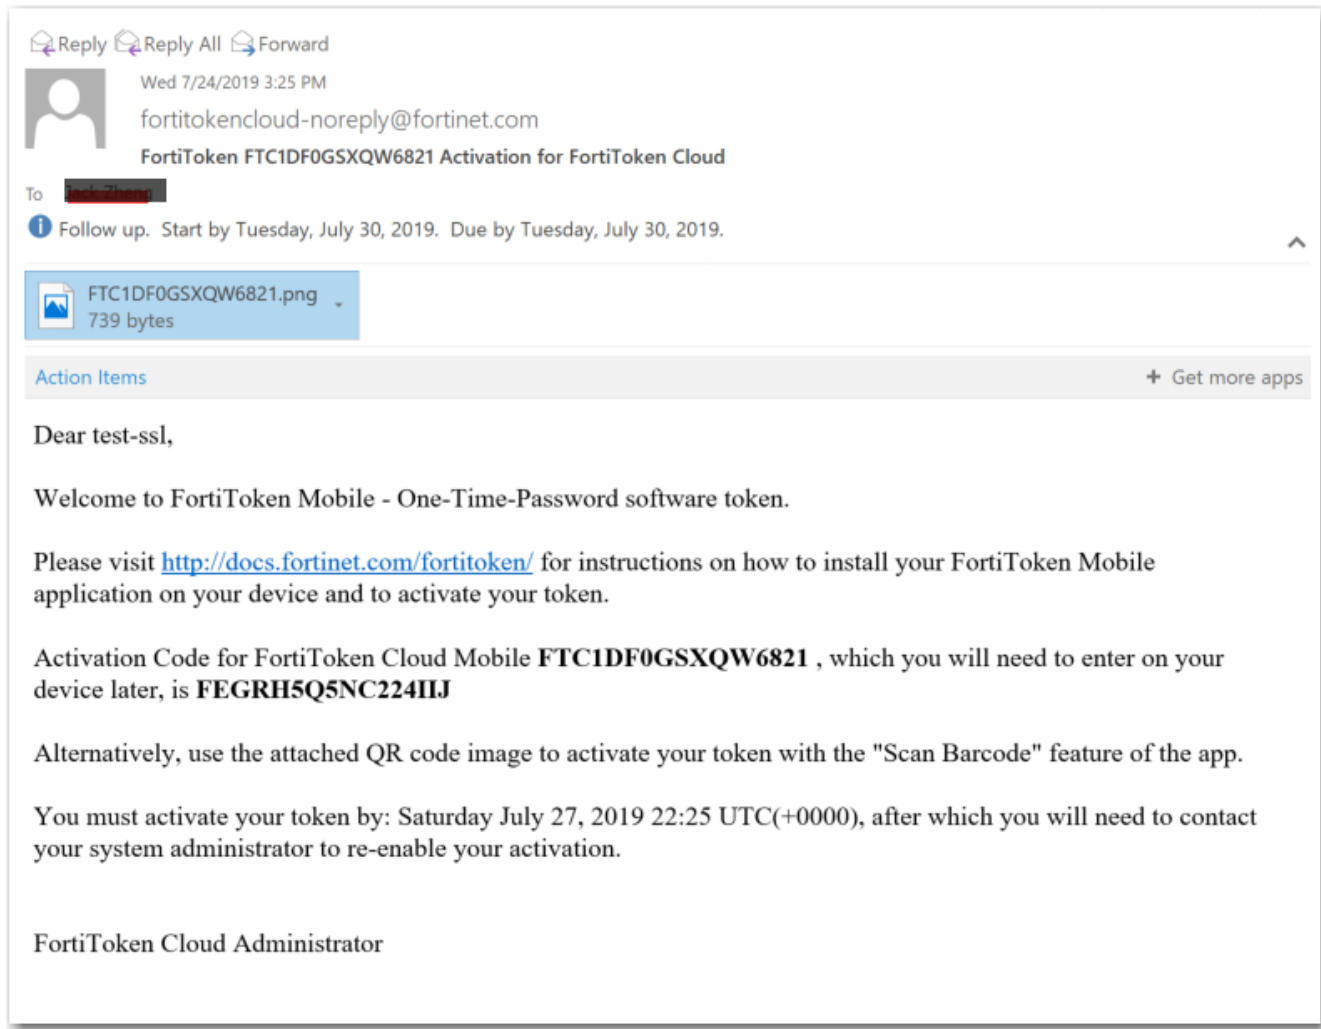 Reply Reply All Forward
Wed 7/24/2019 3:25 PM
fortitokencloud-noreply@fortinet.com
FortiToken FTC1DF0GSXQW6821 Activation for FortiToken Cloud
To
Follow up. Start by Tuesday, July 30, 2019. Due by Tuesday, July 30, 2019.
FTC1DF0GSXQW6821.png
739 bytes
Action Items + Get more apps
Dear test-ssl,
Welcome to FortiToken Mobile - One-Time-Password software token.
Please visit http://docs.fortinet.com/fortitoken/ for instructions on how to install your FortiToken Mobile
application on your device and to activate your token.
Activation Code for FortiToken Cloud Mobile FTC1DF0GSXQW6821 , which you will need to enter on your
device later, is FEGRH5Q5NC224IIJ
Alternatively, use the attached QR code image to activate your token with the "Scan Barcode" feature of the app.
You must activate your token by: Saturday July 27, 2019 22:25 UTC(+0000), after which you will need to contact
your system administrator to re-enable your activation.
FortiToken Cloud Administrator